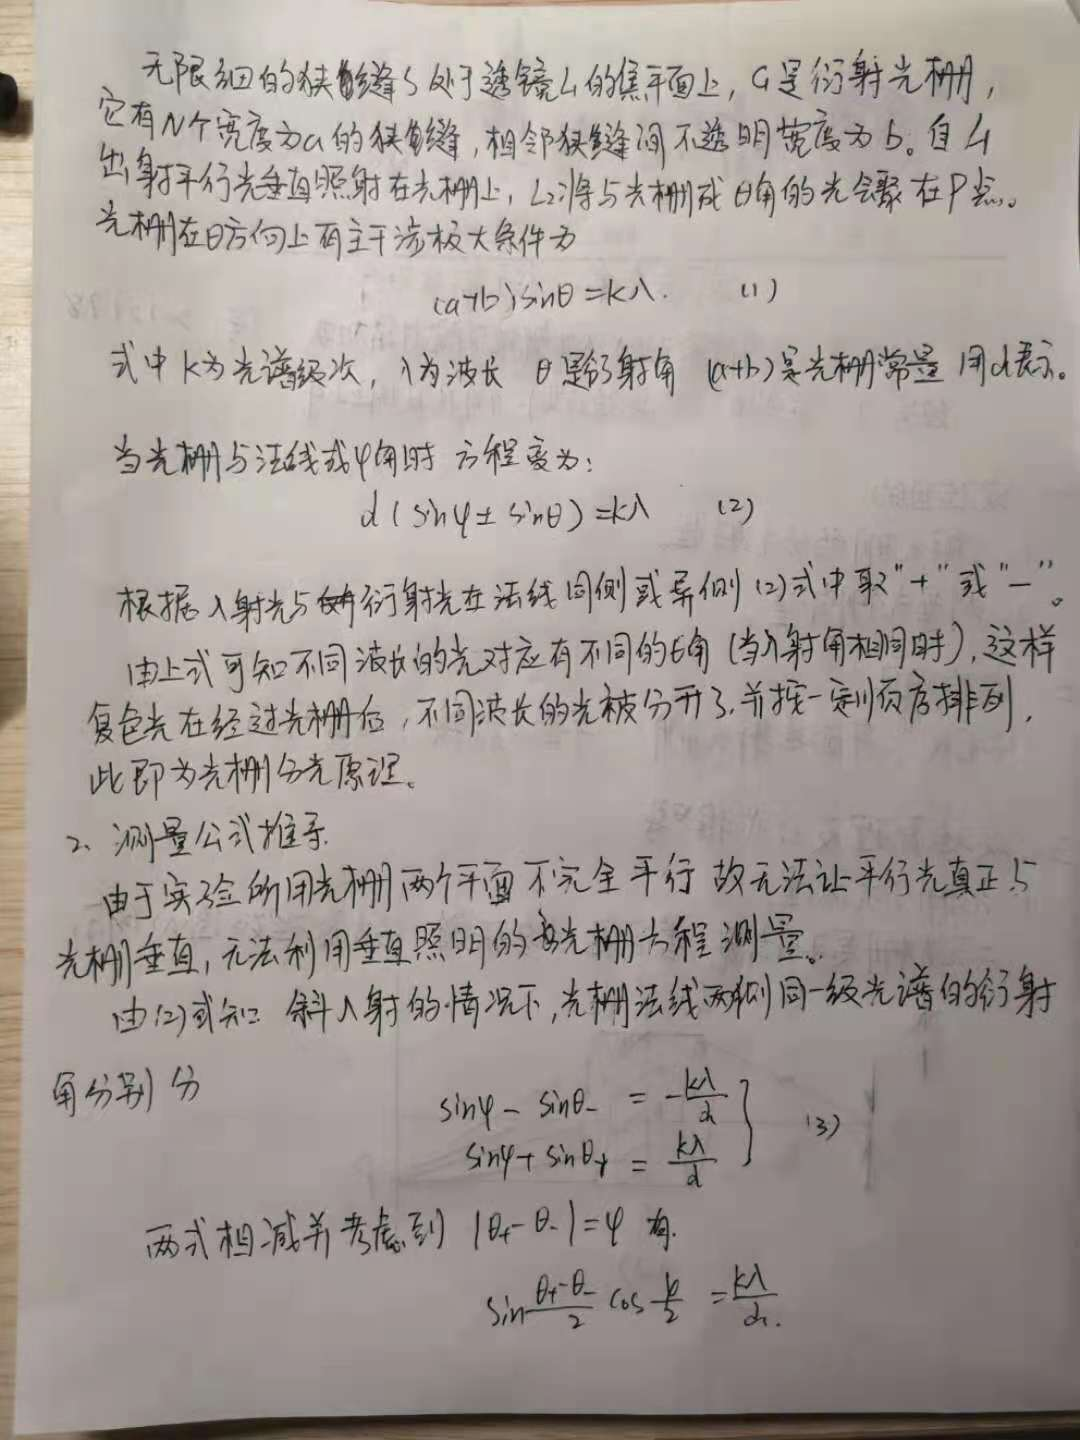 无限细的狭缝S处于透镜L的焦平面上，G是衍射光栅，
它有N个宽度为a的狭缝，相邻狭缝间不透明宽度为b。自L1
出射平行光垂直照射在光栅上，L2将与光栅成θ角的光会聚在P点。
光栅在θ方向上有主干涉极大条件为
(a+b)sinθ=kλ. (1)
式中k为光谱级次，λ为波长 θ是衍射角 (a+b)是光栅常量 用d表示。
当光栅与法线成φ角时 方程变为：
d(sinφ± sinθ)=kλ (2)
根据入射光与衍射光在法线同侧或异侧(2)式中取"+"或"-"。
由上式可知不同波长的光对应有不同的θ角(当入射角相同时)，这样
复色光在经过光栅后，不同波长的光被分开了，并按一定顺序排列，
此即为光栅分光原理。
2、测量公式推导
由于实验所用光栅两个平面不完全平行 故无法让平行光真正与
光栅垂直，无法利用垂直照明的光栅方程测量。
由(2)式知 斜入射的情况下，光栅法线两侧同一级光谱的衍射
角分别分
sinφ- sinθ- = -kλ/d
sinφ+ sinθ+ = kλ/d (3)
两式相减并考虑到 |θ+-θ-|=φ 有.
sin (θ+-θ-)/2 cos φ/2 = kλ/d.